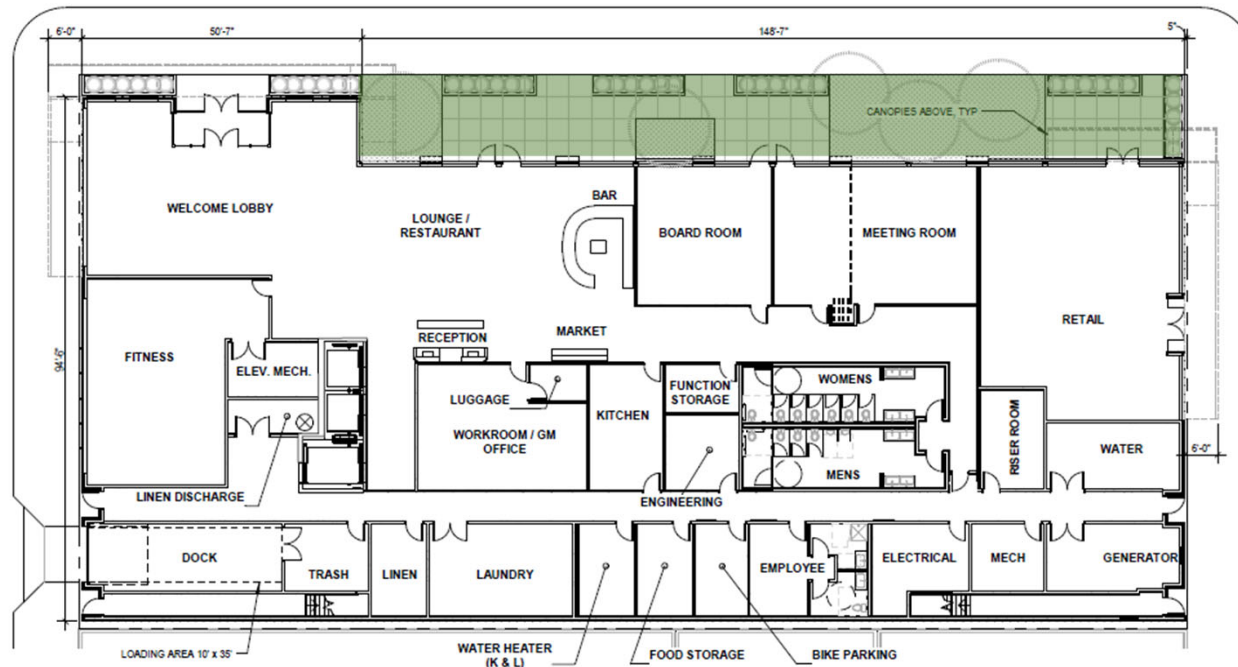 6'-0"
50'-7"
148'-7"
5"
CANOPIES ABOVE, TYP
BAR
WELCOME LOBBY
LOUNGE /
RESTAURANT
BOARD ROOM
MEETING ROOM
RETAIL
94'-6"
FITNESS
RECEPTION
MARKET
ELEV. MECH.
LUGGAGE
KITCHEN
FUNCTION
STORAGE
WOMENS
WORKROOM / GM
OFFICE
RISER ROOM
WATER
6'-0"
MENS
LINEN DISCHARGE
ENGINEERING
DOCK
TRASH
LINEN
LAUNDRY
EMPLOYEE
ELECTRICAL
MECH
GENERATOR
LOADING AREA 10' x 35'
WATER HEATER
(K & L)
FOOD STORAGE
BIKE PARKING